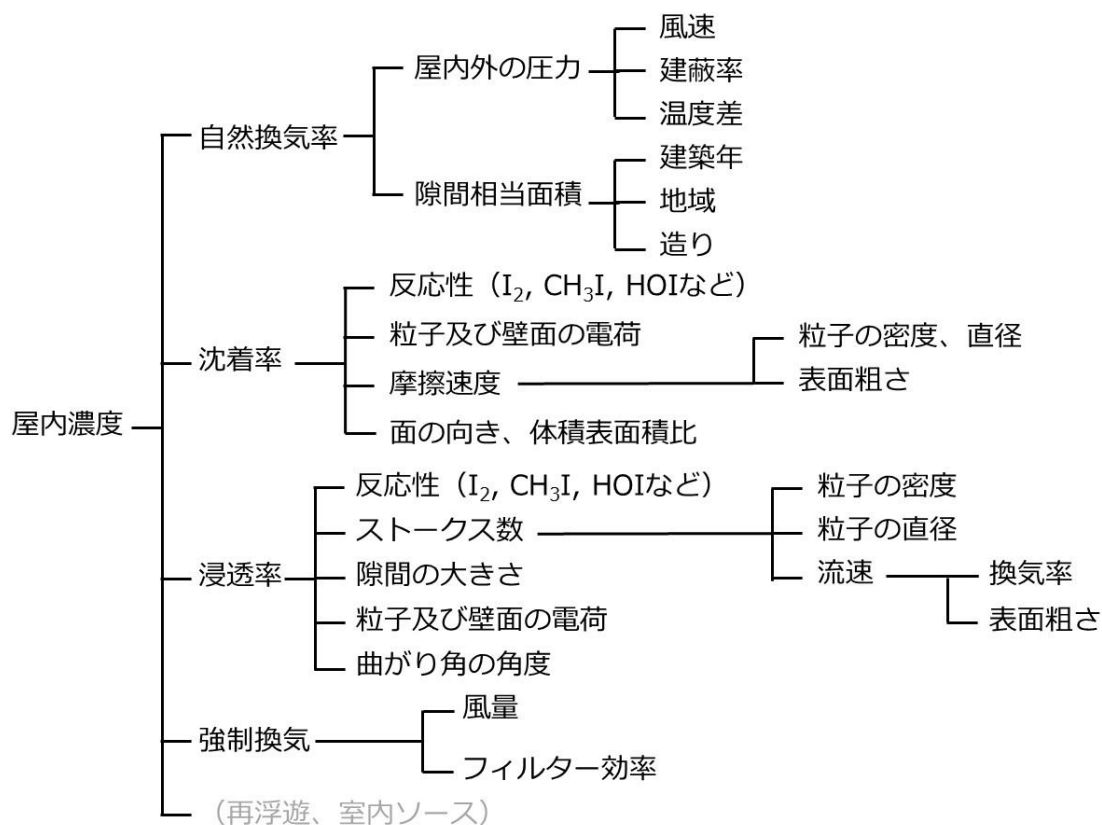 屋内濃度
自然換気率
屋内外の圧力
風速
建蔽率
温度差
隙間相当面積
建築年
地域
造り
沈着率
反応性（I₂, CH₃I, HOIなど）
粒子及び壁面の電荷
摩擦速度
粒子の密度、直径
表面粗さ
面の向き、体積表面積比
浸透率
反応性（I₂, CH₃I, HOIなど）
ストークス数
粒子の密度
粒子の直径
流速
換気率
表面粗さ
隙間の大きさ
粒子及び壁面の電荷
曲がり角の角度
強制換気
風量
フィルター効率
（再浮遊、室内ソース）